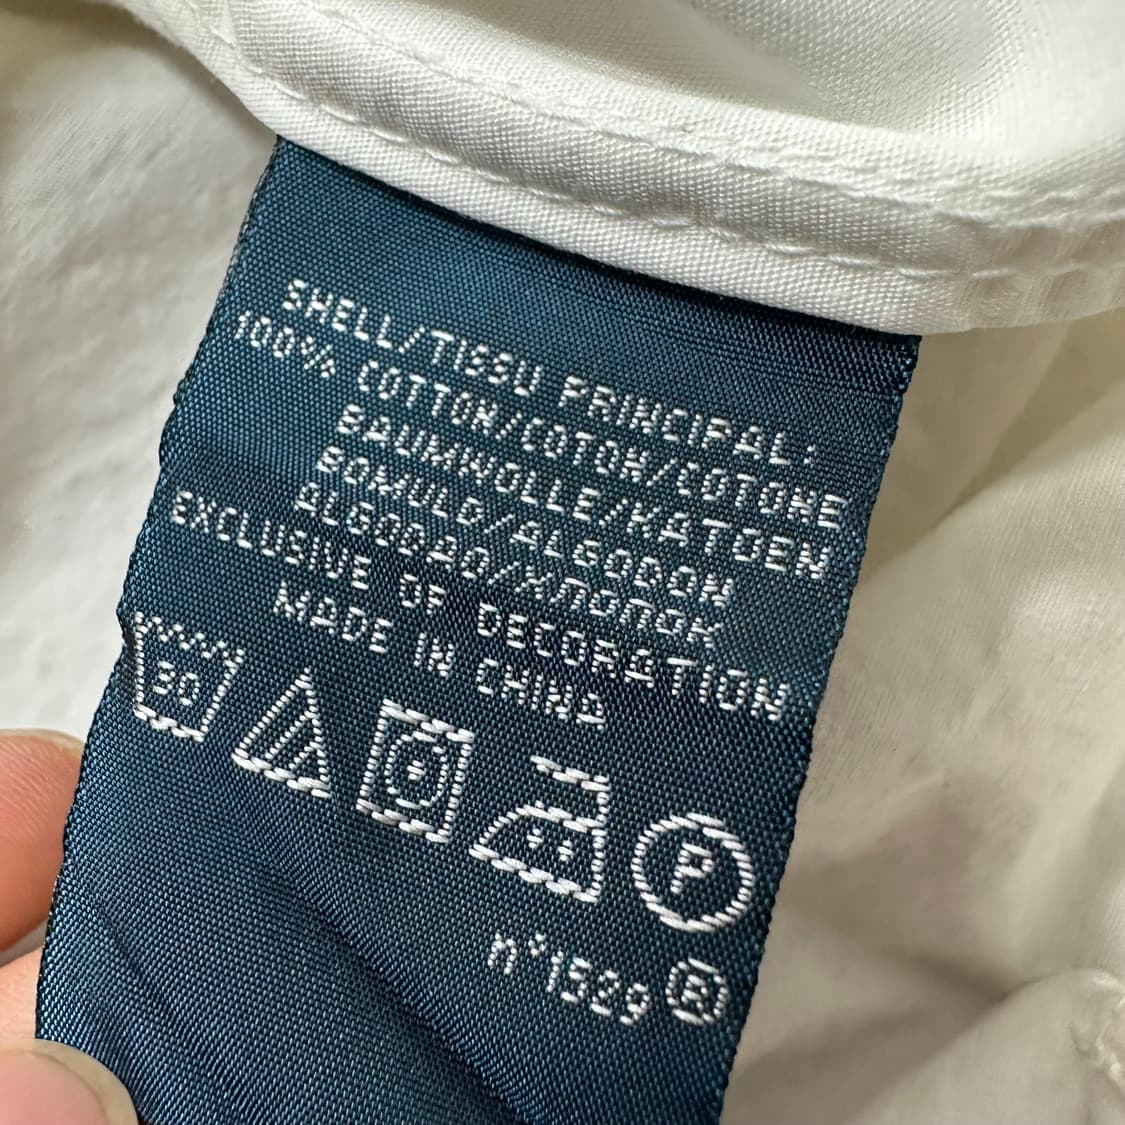 SHELL/TISSU PRINCIPAL:
100% COTTON/COTON/COTONE
BAUMWOLLE/KATOEN
BOMULD/ALGODON
ALGODAO/ХЛОПОК
EXCLUSIVE OF DECORATION
MADE IN CHINA
30
P
n°1529 ®